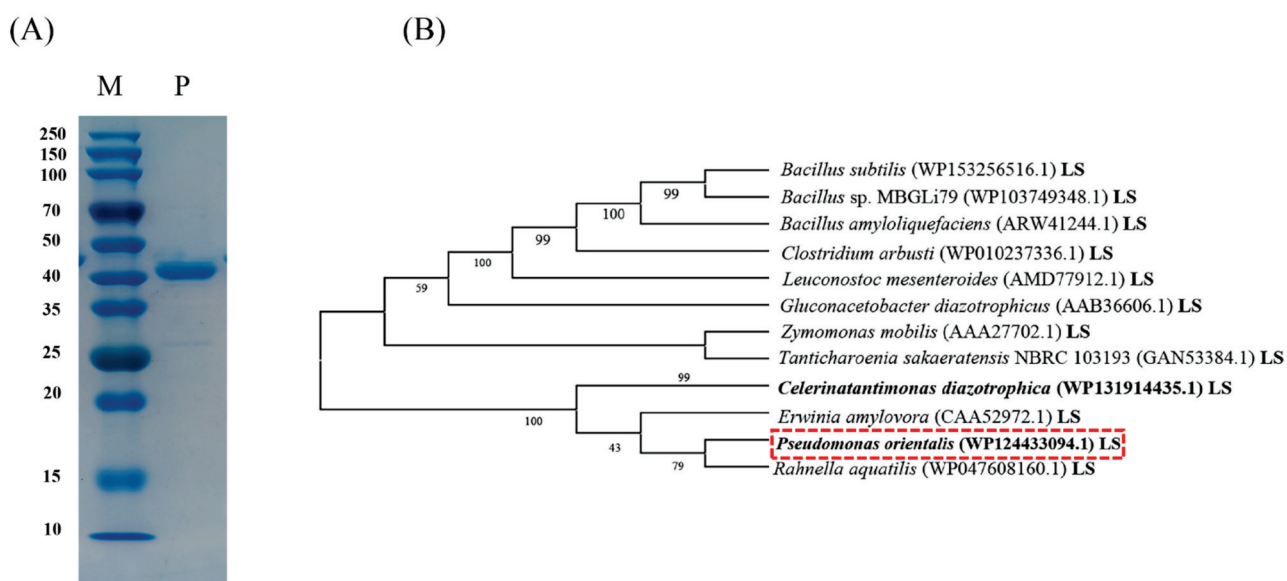 (A)
M P
250
150
100
70
50
40
35
25
20
15
10
(B)
Bacillus subtilis (WP153256516.1) LS
99
Bacillus sp. MBGLi79 (WP103749348.1) LS
100
Bacillus amyloliquefaciens (ARW41244.1) LS
99
Clostridium arbusti (WP010237336.1) LS
100
Leuconostoc mesenteroides (AMD77912.1) LS
59
Gluconacetobacter diazotrophicus (AAB36606.1) LS
Zymomonas mobilis (AAA27702.1) LS
Tanticharoenia sakaeratensis NBRC 103193 (GAN53384.1) LS
99
Celerinatantimonas diazotrophica (WP131914435.1) LS
100
Erwinia amylovora (CAA52972.1) LS
43
Pseudomonas orientalis (WP124433094.1) LS
79
Rahnella aquatilis (WP047608160.1) LS